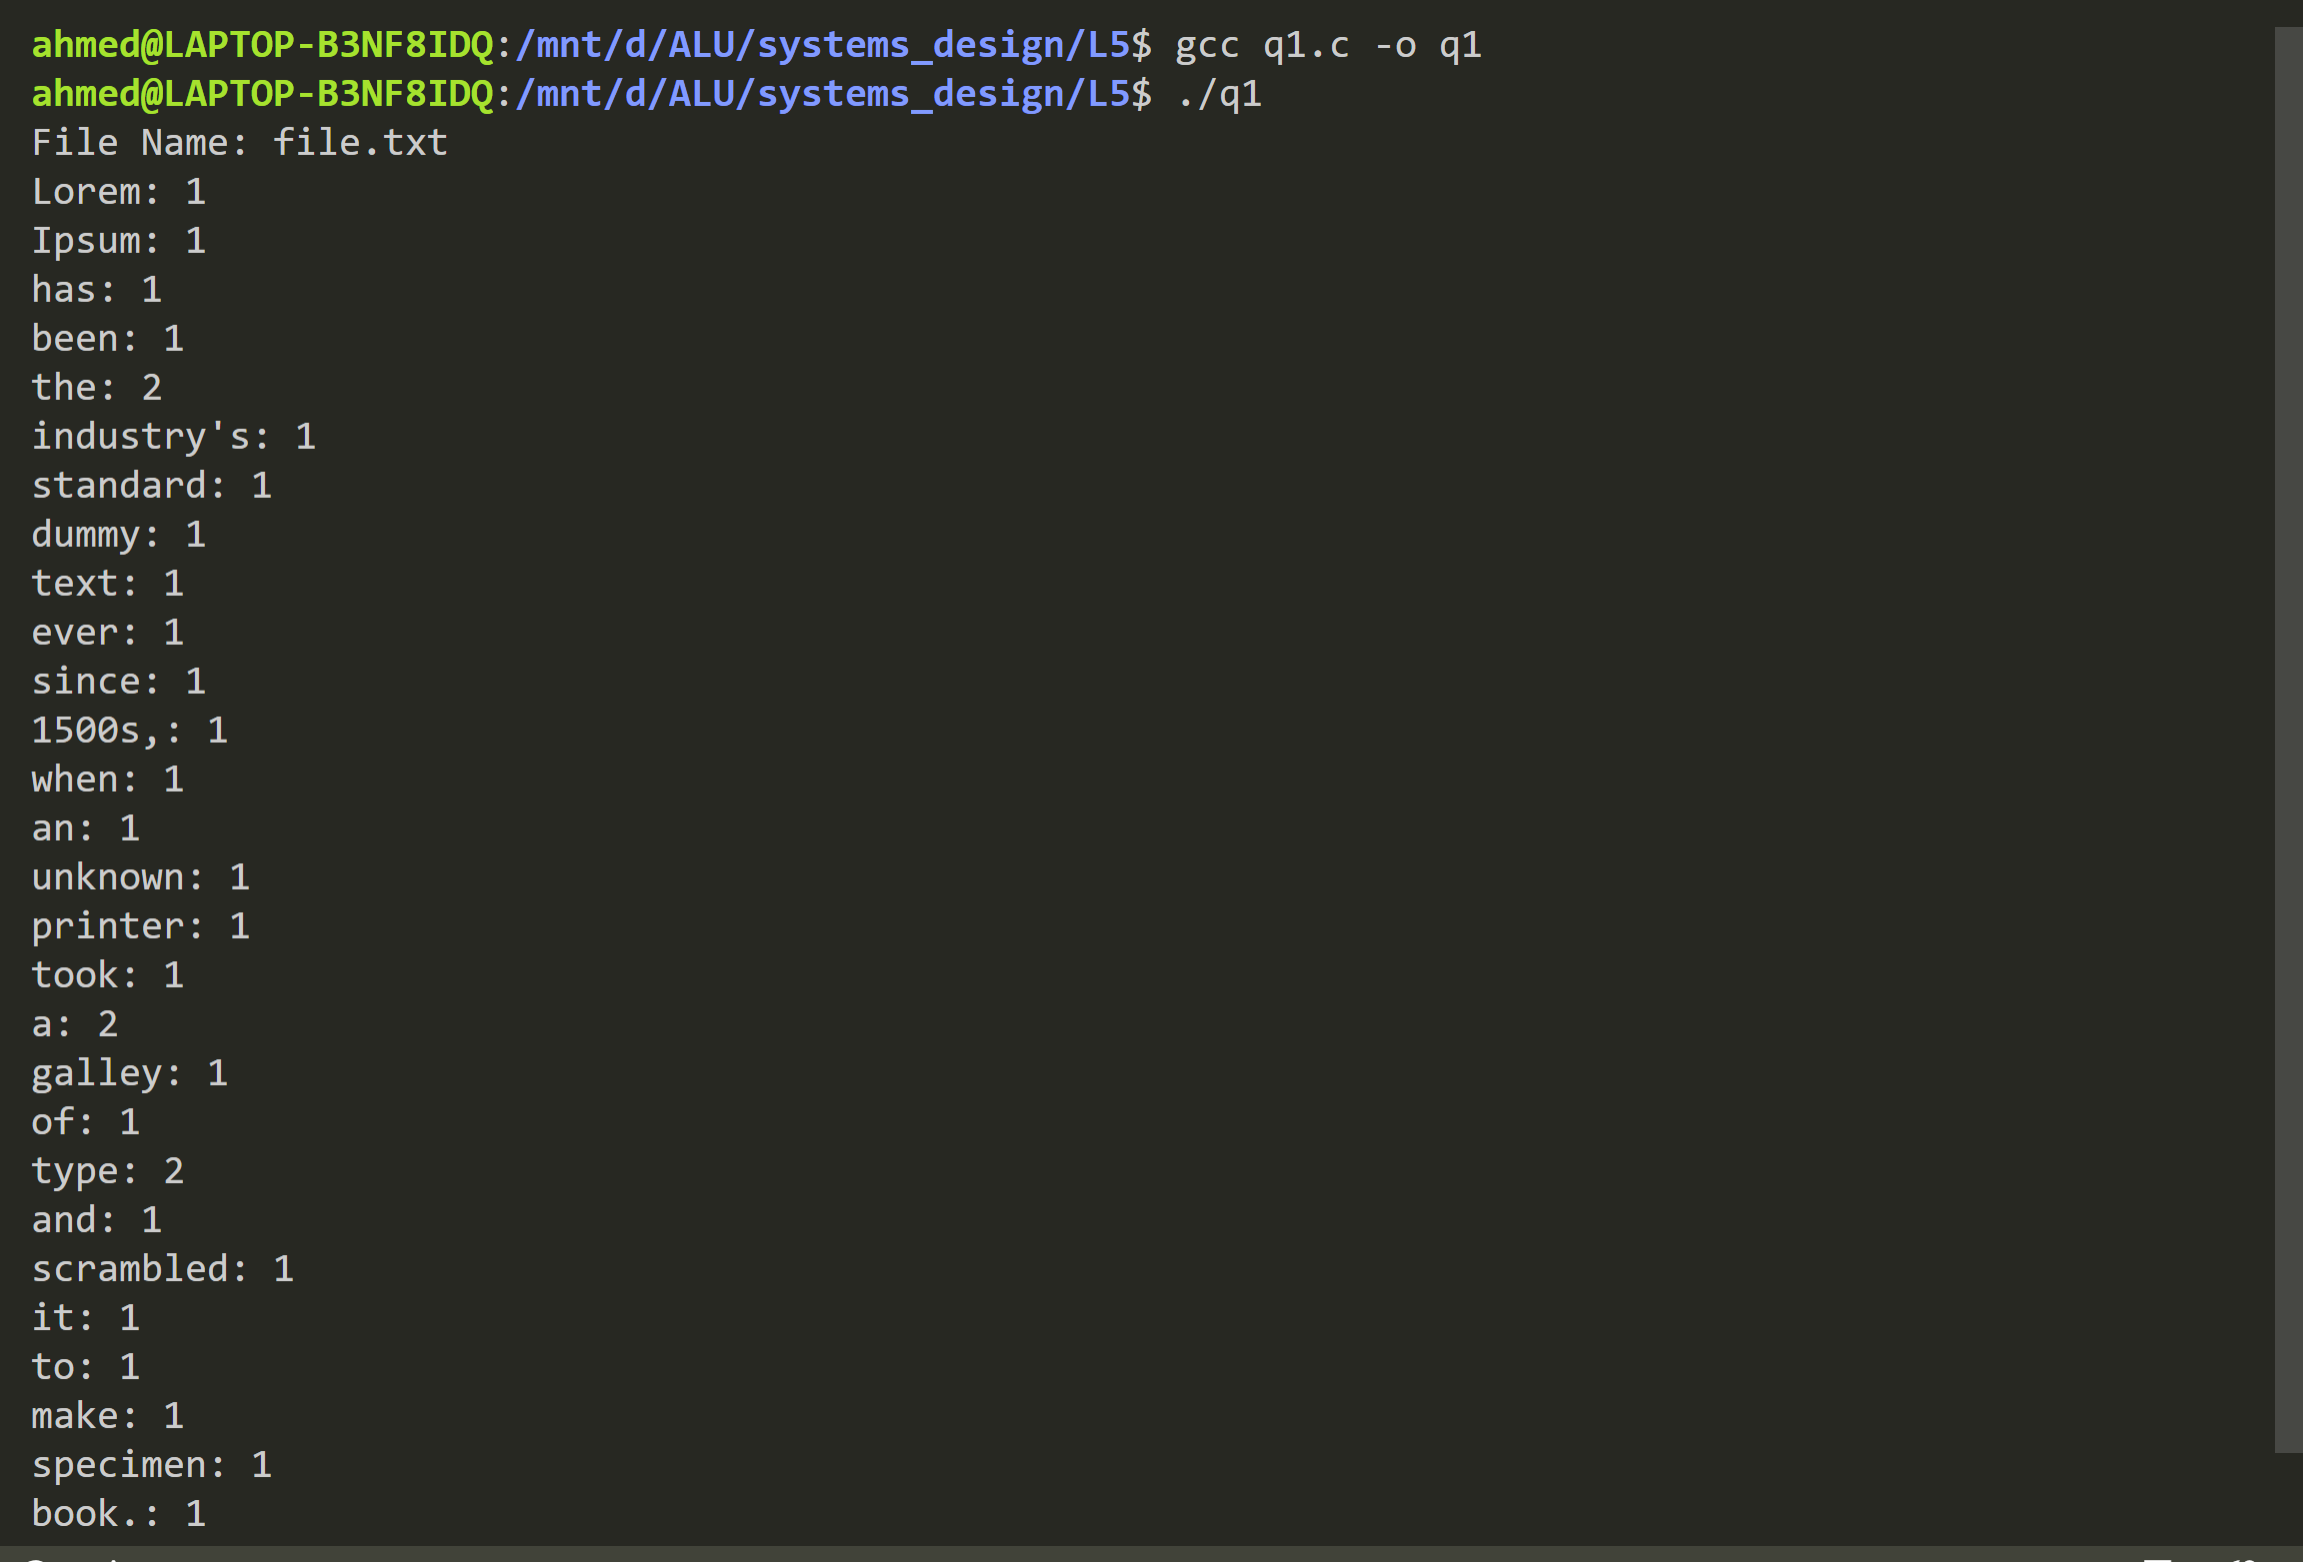 ahmed@LAPTOP-B3NF8IDQ:/mnt/d/ALU/systems_design/L5$ gcc q1.c -o q1
ahmed@LAPTOP-B3NF8IDQ:/mnt/d/ALU/systems_design/L5$ ./q1
File Name: file.txt
Lorem: 1
Ipsum: 1
has: 1
been: 1
the: 2
industry's: 1
standard: 1
dummy: 1
text: 1
ever: 1
since: 1
1500s,: 1
when: 1
an: 1
unknown: 1
printer: 1
took: 1
a: 2
galley: 1
of: 1
type: 2
and: 1
scrambled: 1
it: 1
to: 1
make: 1
specimen: 1
book.: 1